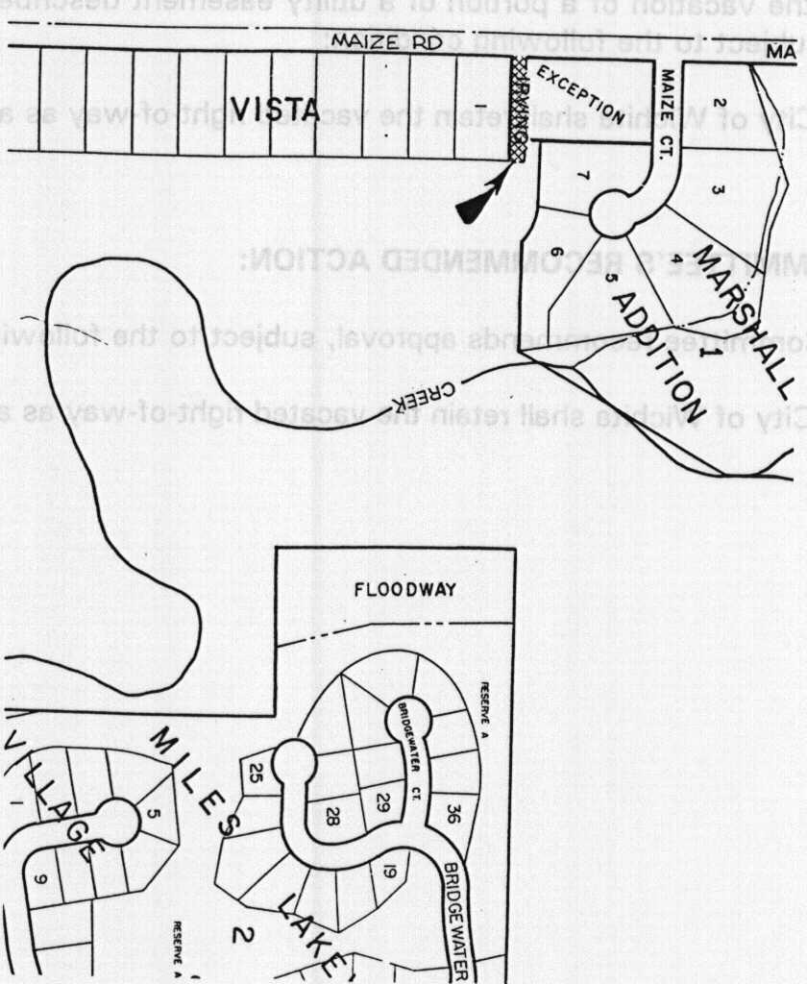 the vacation of a portion of a utility easement describe
subject to the following
MAIZE RD
MA
VISTA
1
EXCEPTION
MAIZE CT.
2
City of Wichita shall retain the vacated right-of-way as a
3
7
4
6
5
MARSHALL
ADDITION
1
MMITTEE'S RECOMMENDED ACTION:
committee recommends approval, subject to the followi
CREEK
City of Wichita shall retain the vacated right-of-way as a
FLOODWAY
RESERVE A
BRIDGEWATER CT.
MILES
LAKE
2
25
28
29
36
19
BRIDGEWATER
VILLAGE
1
5
9
RESERVE A